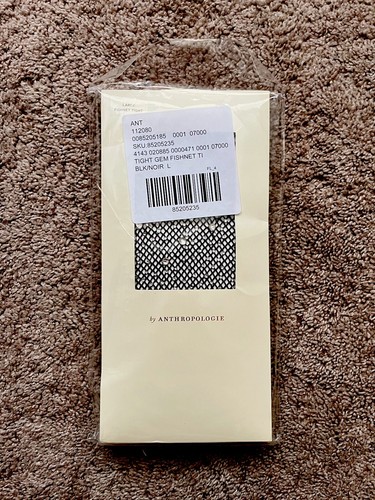 ANT
112080
0085205185 0001 07000
SKU:85205235
4143 020885 0000471 0001 07000
TIGHT GEM FISHNET TI
BLK/NOIR L
85205235
by ANTHROPOLOGIE